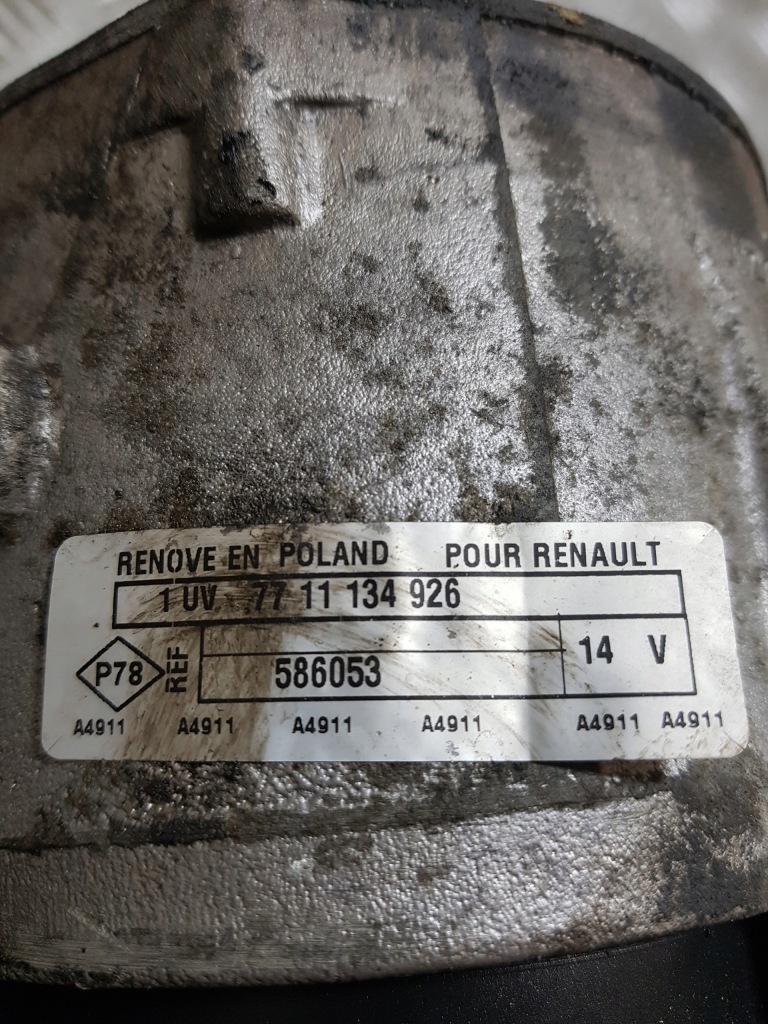 RENOVE EN POLAND POUR RENAULT
1 UV 77 11 134 926
P78 REF 586053 14 V
A4911 A4911 A4911 A4911 A4911 A4911